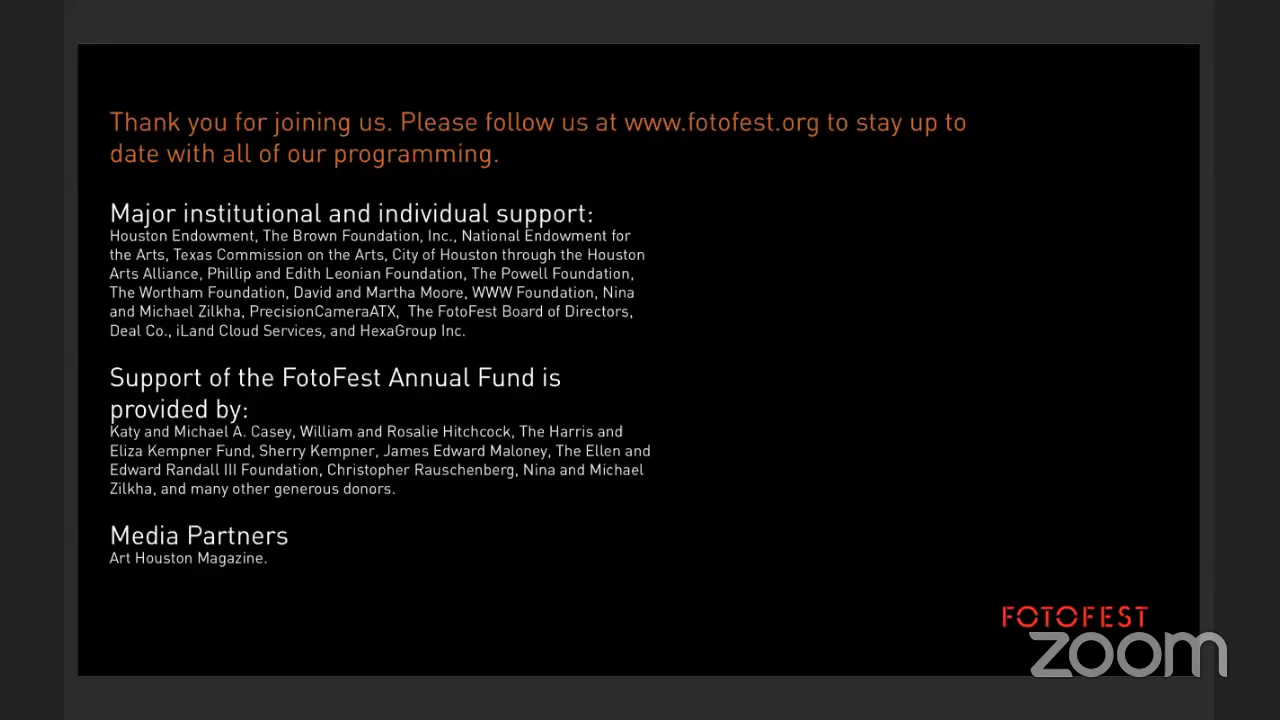 Thank you for joining us. Please follow us at www.fotofest.org to stay up to
date with all of our programming.
Major institutional and individual support:
Houston Endowment, The Brown Foundation, Inc., National Endowment for
the Arts, Texas Commission on the Arts, City of Houston through the Houston
Arts Alliance, Phillip and Edith Leonian Foundation, The Powell Foundation,
The Wortham Foundation, David and Martha Moore, WWW Foundation, Nina
and Michael Zilkha, PrecisionCameraATX, The FotoFest Board of Directors,
Deal Co., iLand Cloud Services, and HexaGroup Inc.
Support of the FotoFest Annual Fund is
provided by:
Katy and Michael A. Casey, William and Rosalie Hitchcock, The Harris and
Eliza Kempner Fund, Sherry Kempner, James Edward Maloney, The Ellen and
Edward Randall III Foundation, Christopher Rauschenberg, Nina and Michael
Zilkha, and many other generous donors.
Media Partners
Art Houston Magazine.
FOTOFEST
zoom